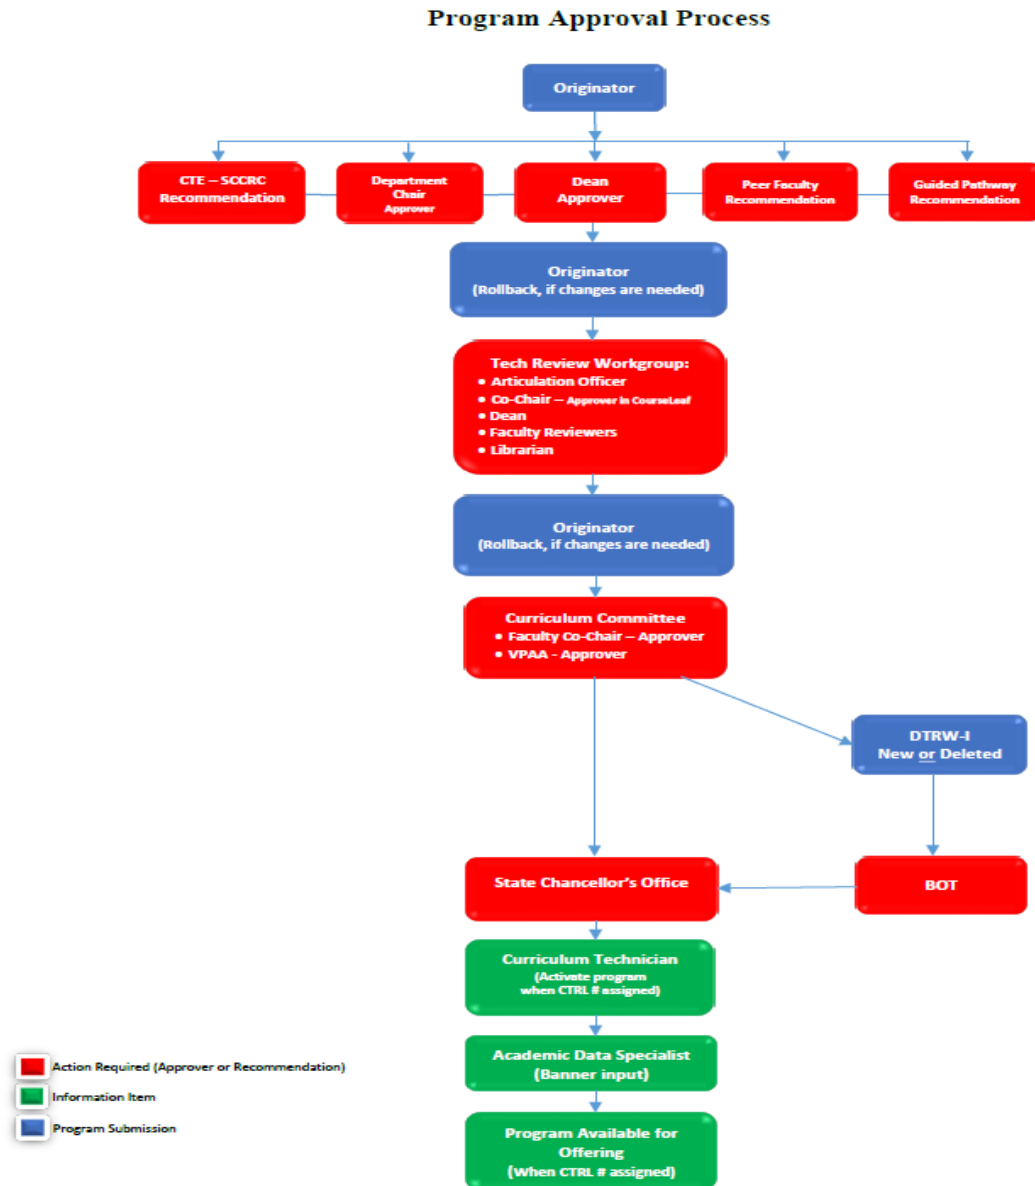 Program Approval Process
Originator
CTE – SCCRC
Recommendation
Department
Chair
Approver
Dean
Approver
Peer Faculty
Recommendation
Guided Pathway
Recommendation
Originator
(Rollback, if changes are needed)
Tech Review Workgroup:
• Articulation Officer
• Co-Chair – Approver in CourseLeaf
• Dean
• Faculty Reviewers
• Librarian
Originator
(Rollback, if changes are needed)
Curriculum Committee
• Faculty Co-Chair – Approver
• VPAA - Approver
DTRW-I
New or Deleted
State Chancellor's Office
BOT
Curriculum Technician
(Activate program
when CTRL # assigned)
Academic Data Specialist
(Banner input)
Program Available for
Offering
(When CTRL # assigned)
Action Required (Approver or Recommendation)
Information Item
Program Submission